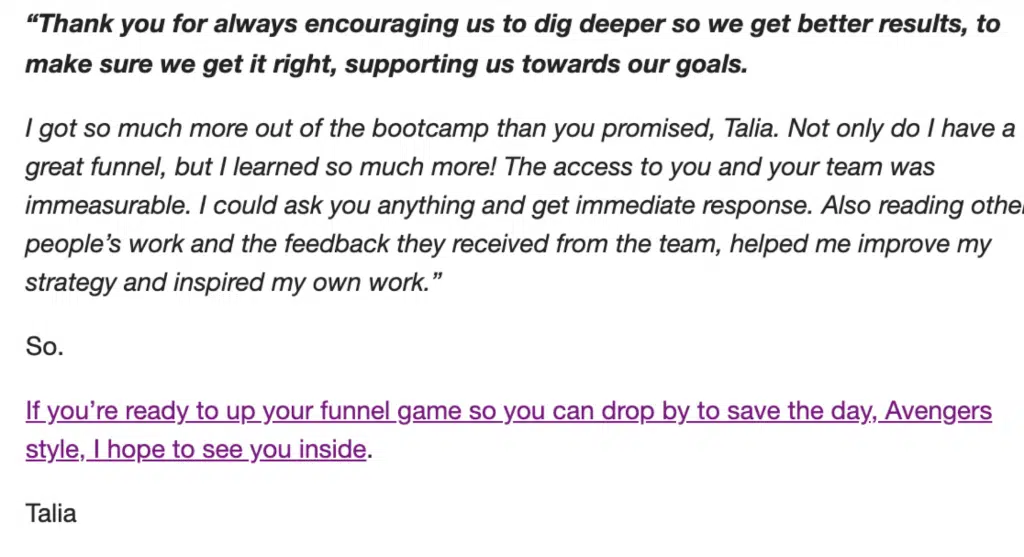 “Thank you for always encouraging us to dig deeper so we get better results, to
make sure we get it right, supporting us towards our goals.
I got so much more out of the bootcamp than you promised, Talia. Not only do I have a
great funnel, but I learned so much more! The access to you and your team was
immeasurable. I could ask you anything and get immediate response. Also reading other
people’s work and the feedback they received from the team, helped me improve my
strategy and inspired my own work.”
So.
If you’re ready to up your funnel game so you can drop by to save the day, Avengers
style, I hope to see you inside.
Talia